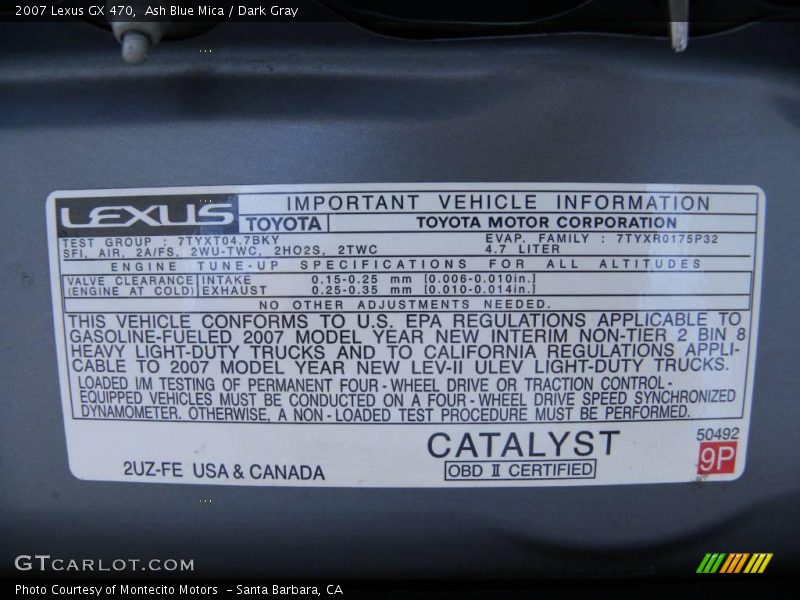 2007 Lexus GX 470, Ash Blue Mica / Dark Gray
LEXUS IMPORTANT VEHICLE INFORMATION
TOYOTA TOYOTA MOTOR CORPORATION
TEST GROUP : 7TYXT04.7BKY EVAP. FAMILY : 7TYXR0175P32
SFI, AIR, 2A/FS, 2WU-TWC, 2HO2S, 2TWC 4.7 LITER
ENGINE TUNE-UP SPECIFICATIONS FOR ALL ALTITUDES
VALVE CLEARANCE INTAKE 0.15-0.25 mm [0.006-0.010in.]
(ENGINE AT COLD) EXHAUST 0.25-0.35 mm [0.010-0.014in.]
NO OTHER ADJUSTMENTS NEEDED.
THIS VEHICLE CONFORMS TO U.S. EPA REGULATIONS APPLICABLE TO
GASOLINE-FUELED 2007 MODEL YEAR NEW INTERIM NON-TIER 2 BIN 8
HEAVY LIGHT-DUTY TRUCKS AND TO CALIFORNIA REGULATIONS APPLI-
CABLE TO 2007 MODEL YEAR NEW LEV-II ULEV LIGHT-DUTY TRUCKS.
LOADED I/M TESTING OF PERMANENT FOUR-WHEEL DRIVE OR TRACTION CONTROL-
EQUIPPED VEHICLES MUST BE CONDUCTED ON A FOUR-WHEEL DRIVE SPEED SYNCHRONIZED
DYNAMOMETER. OTHERWISE, A NON-LOADED TEST PROCEDURE MUST BE PERFORMED.
CATALYST 50492
2UZ-FE USA & CANADA OBD II CERTIFIED 9P
GTCARLOT.COM
Photo Courtesy of Montecito Motors - Santa Barbara, CA